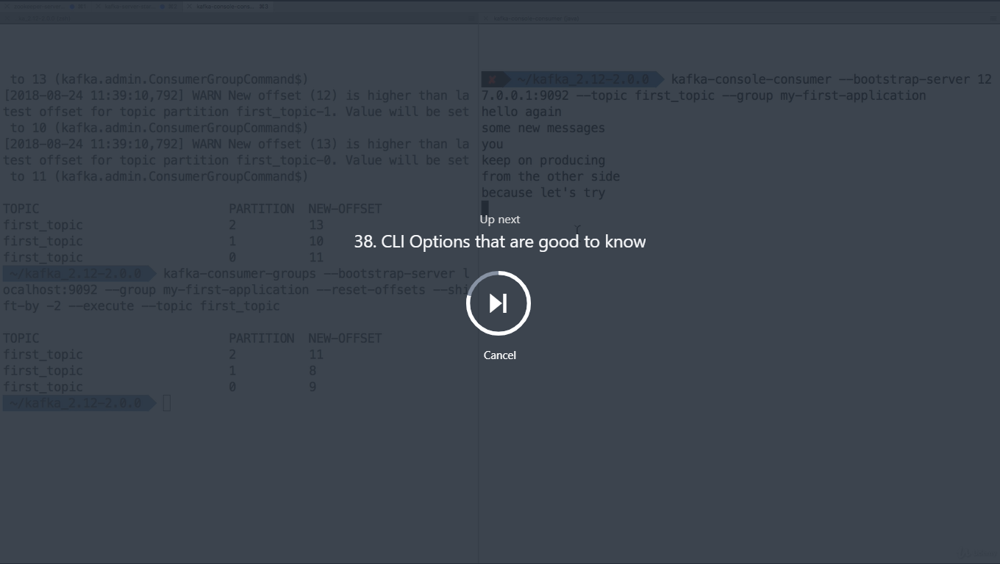 kafka-console-cons... ⌘3
to 13 (kafka.admin.ConsumerGroupCommand$)
[2018-08-24 11:39:10,792] WARN New offset (12) is higher than la
test offset for topic partition first_topic-1. Value will be set
to 10 (kafka.admin.ConsumerGroupCommand$)
[2018-08-24 11:39:10,792] WARN New offset (13) is higher than la
test offset for topic partition first_topic-0. Value will be set
to 11 (kafka.admin.ConsumerGroupCommand$)
TOPIC PARTITION NEW-OFFSET
first_topic 2 13
first_topic 1 10
first_topic 0 11
~/kafka_2.12-2.0.0 kafka-consumer-groups --bootstrap-server l
ocalhost:9092 --group my-first-application --reset-offsets --shi
ft-by -2 --execute --topic first_topic
TOPIC PARTITION NEW-OFFSET
first_topic 2 11
first_topic 1 8
first_topic 0 9
~/kafka_2.12-2.0.0
~/kafka_2.12-2.0.0 kafka-console-consumer --bootstrap-server 12
7.0.0.1:9092 --topic first_topic --group my-first-application
hello again
some new messages
you
keep on producing
from the other side
because let's try
Up next
38. CLI Options that are good to know
Cancel